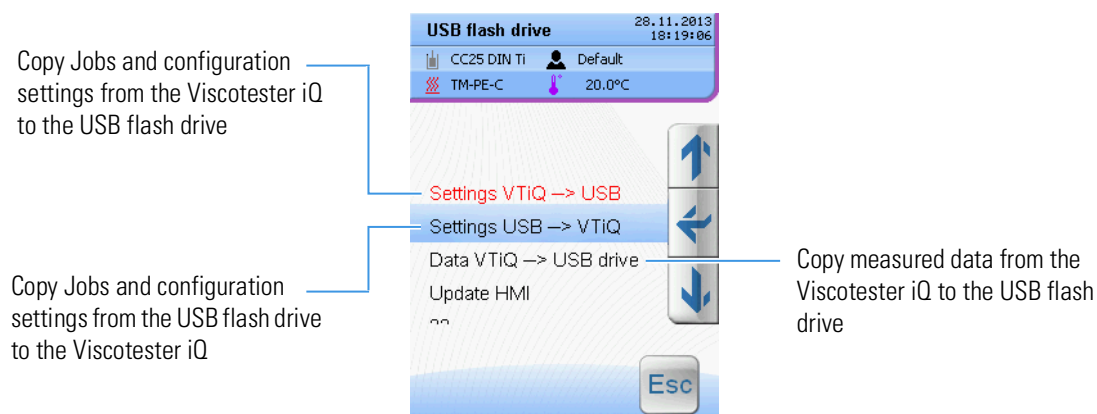 Copy Jobs and configuration
settings from the Viscotester iQ
to the USB flash drive
Copy Jobs and configuration
settings from the USB flash drive
to the Viscotester iQ
USB flash drive
28.11.2013
18:19:06
CC25 DIN Ti
Default
TM-PE-C
20.0°C
Settings VTiQ —> USB
Settings USB —> VTiQ
Data VTiQ —> USB drive
Update HMI
Esc
Copy measured data from the
Viscotester iQ to the USB flash
drive